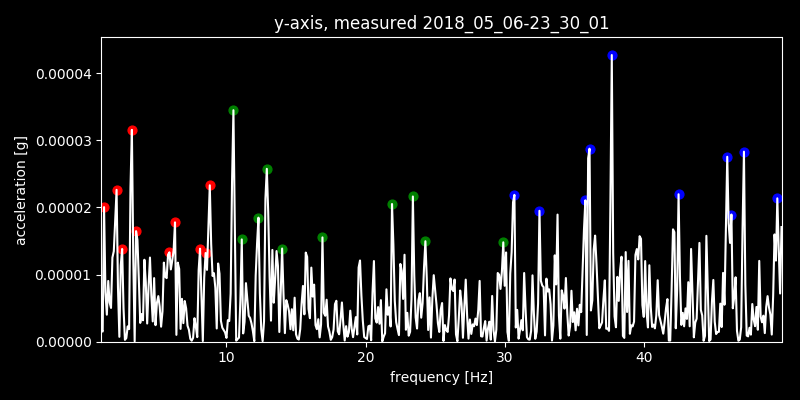 y-axis, measured 2018_05_06-23_30_01
acceleration [g]
0.00004
0.00003
0.00002
0.00001
0.00000
10 20 30 40
frequency [Hz]